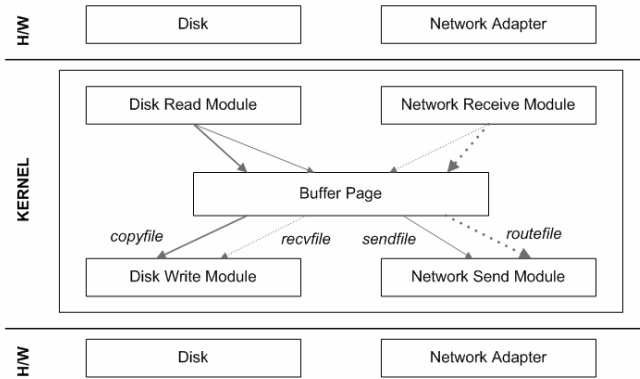 H/W
Disk
Network Adapter
KERNEL
Disk Read Module
Network Receive Module
Buffer Page
copyfile
recvfile
sendfile
routefile
Disk Write Module
Network Send Module
H/W
Disk
Network Adapter